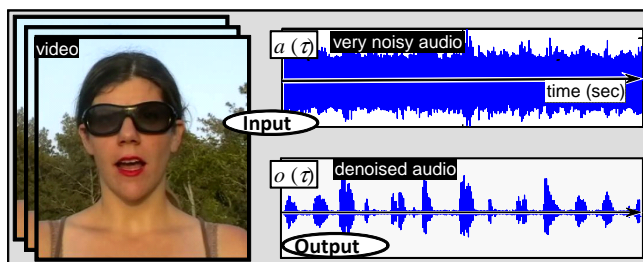 video
a (τ)
very noisy audio
time (sec)
Input
o (τ)
denoised audio
Output